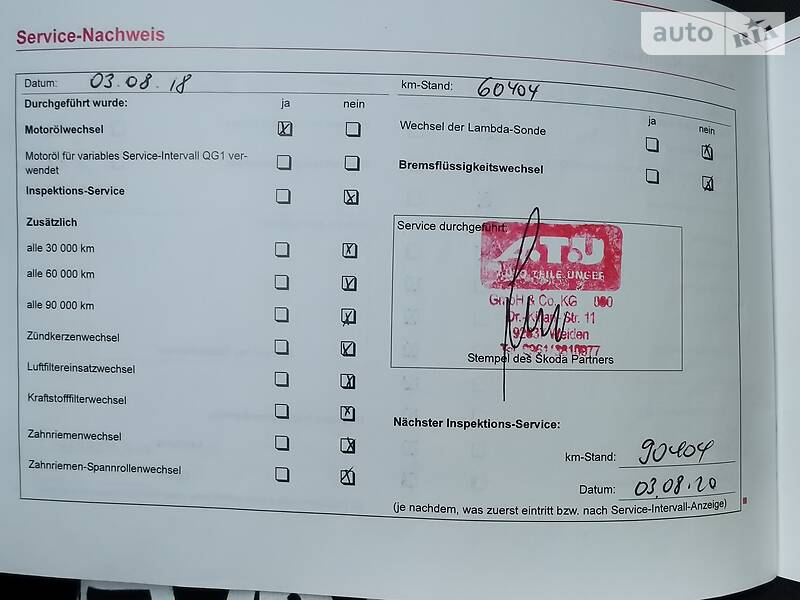 auto RIA
Service-Nachweis
Datum: 03.08.18
km-Stand: 60404
Durchgeführt wurde: ja nein
ja nein
Motorölwechsel
Wechsel der Lambda-Sonde
Motoröl für variables Service-Intervall QG1 ver-
wendet
Bremsflüssigkeitswechsel
Inspektions-Service
Zusätzlich
alle 30 000 km
alle 60 000 km
alle 90 000 km
Zündkerzenwechsel
Luftfiltereinsatzwechsel
Kraftstofffilterwechsel
Zahnriemenwechsel
Zahnriemen-Spannrollenwechsel
Service durchgeführt:
A.T.U
AUTO TEILE UNGER
GmbH & Co. KG
Str. 11
Weiden
Stempel des Škoda Partners
Nächster Inspektions-Service:
km-Stand: 90404
Datum: 03.08.20
(je nachdem, was zuerst eintritt bzw. nach Service-Intervall-Anzeige)